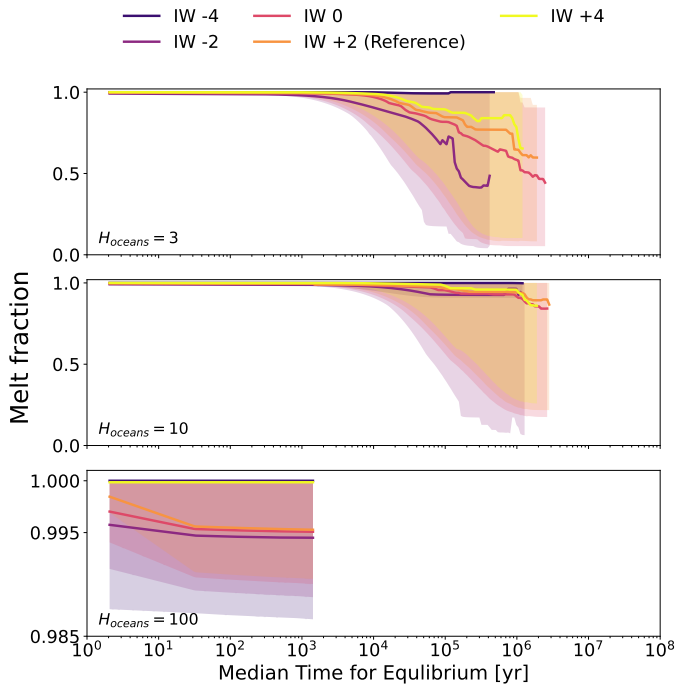 IW -4 IW 0 IW +4
IW -2 IW +2 (Reference)
1.0
0.5
0.0
H_oceans = 3
1.0
0.5
0.0
H_oceans = 10
Melt fraction
1.000
0.995
0.985
H_oceans = 100
10^0 10^1 10^2 10^3 10^4 10^5 10^6 10^7 10^8
Median Time for Equlibrium [yr]